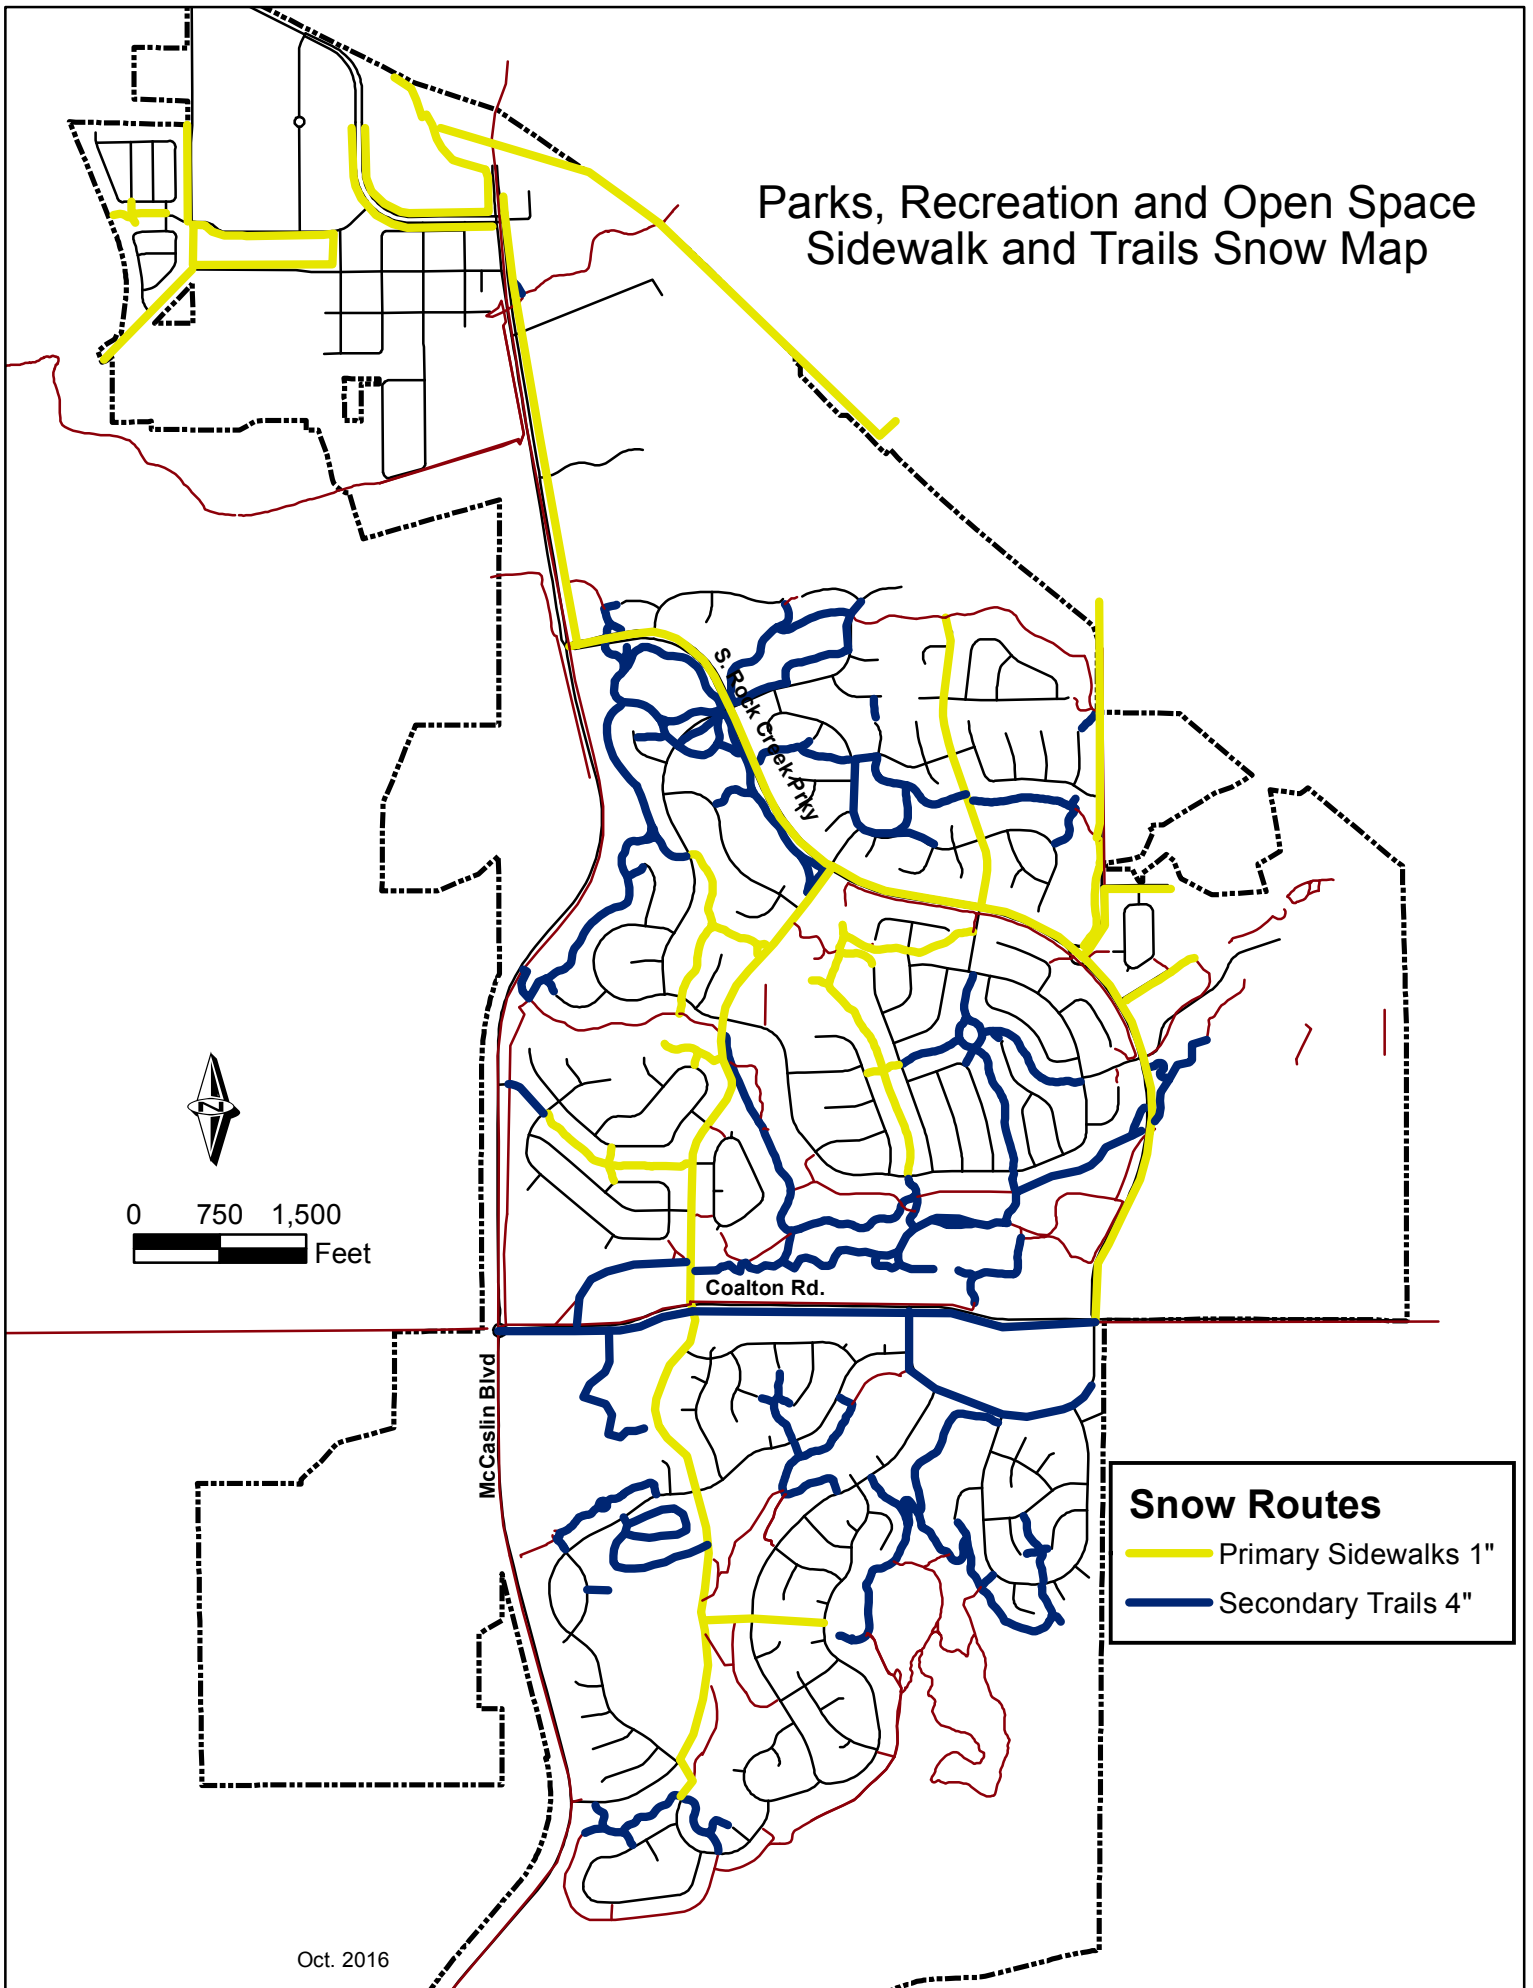 Parks, Recreation and Open Space
Sidewalk and Trails Snow Map
S. Rock Creek Prky
N
0 750 1,500
Feet
Coalton Rd.
McCaslin Blvd
Snow Routes
Primary Sidewalks 1"
Secondary Trails 4"
Oct. 2016